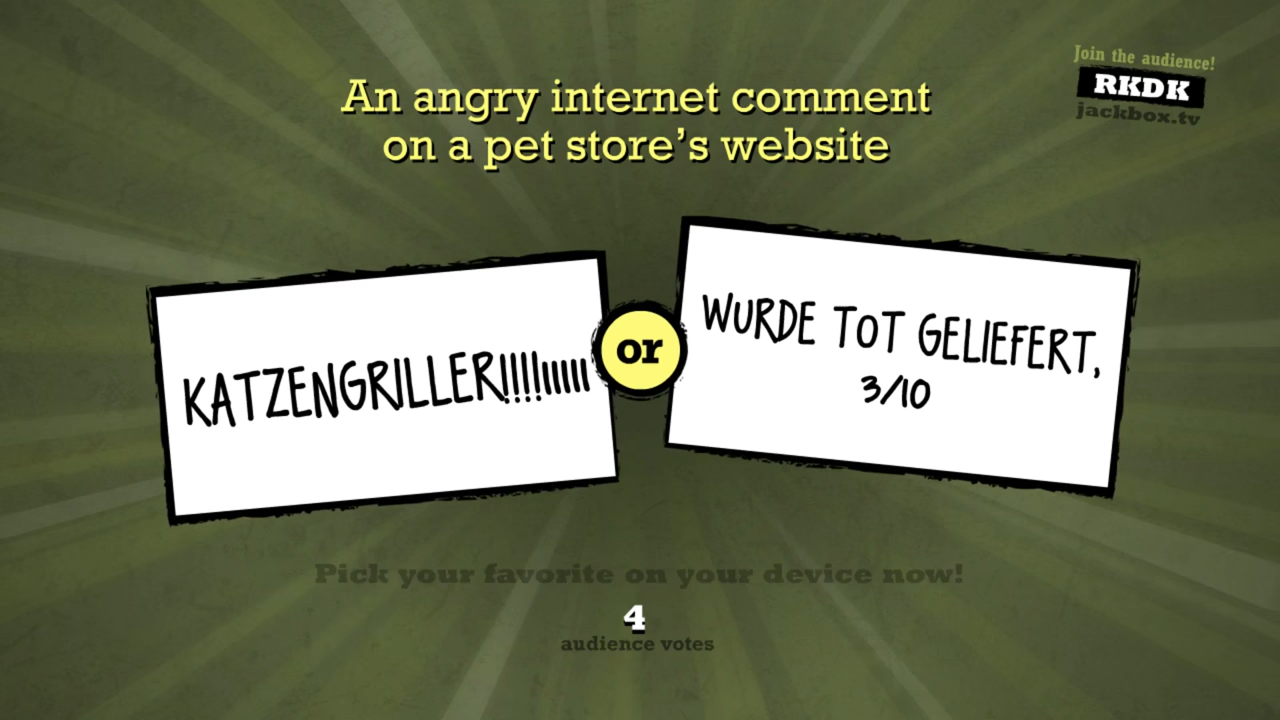 Join the audience!
RKDK
jackbox.tv
An angry internet comment
on a pet store's website
KATZENGRILLER!!!!IIIII
or
WURDE TOT GELIEFERT,
3/10
Pick your favorite on your device now!
4
audience votes